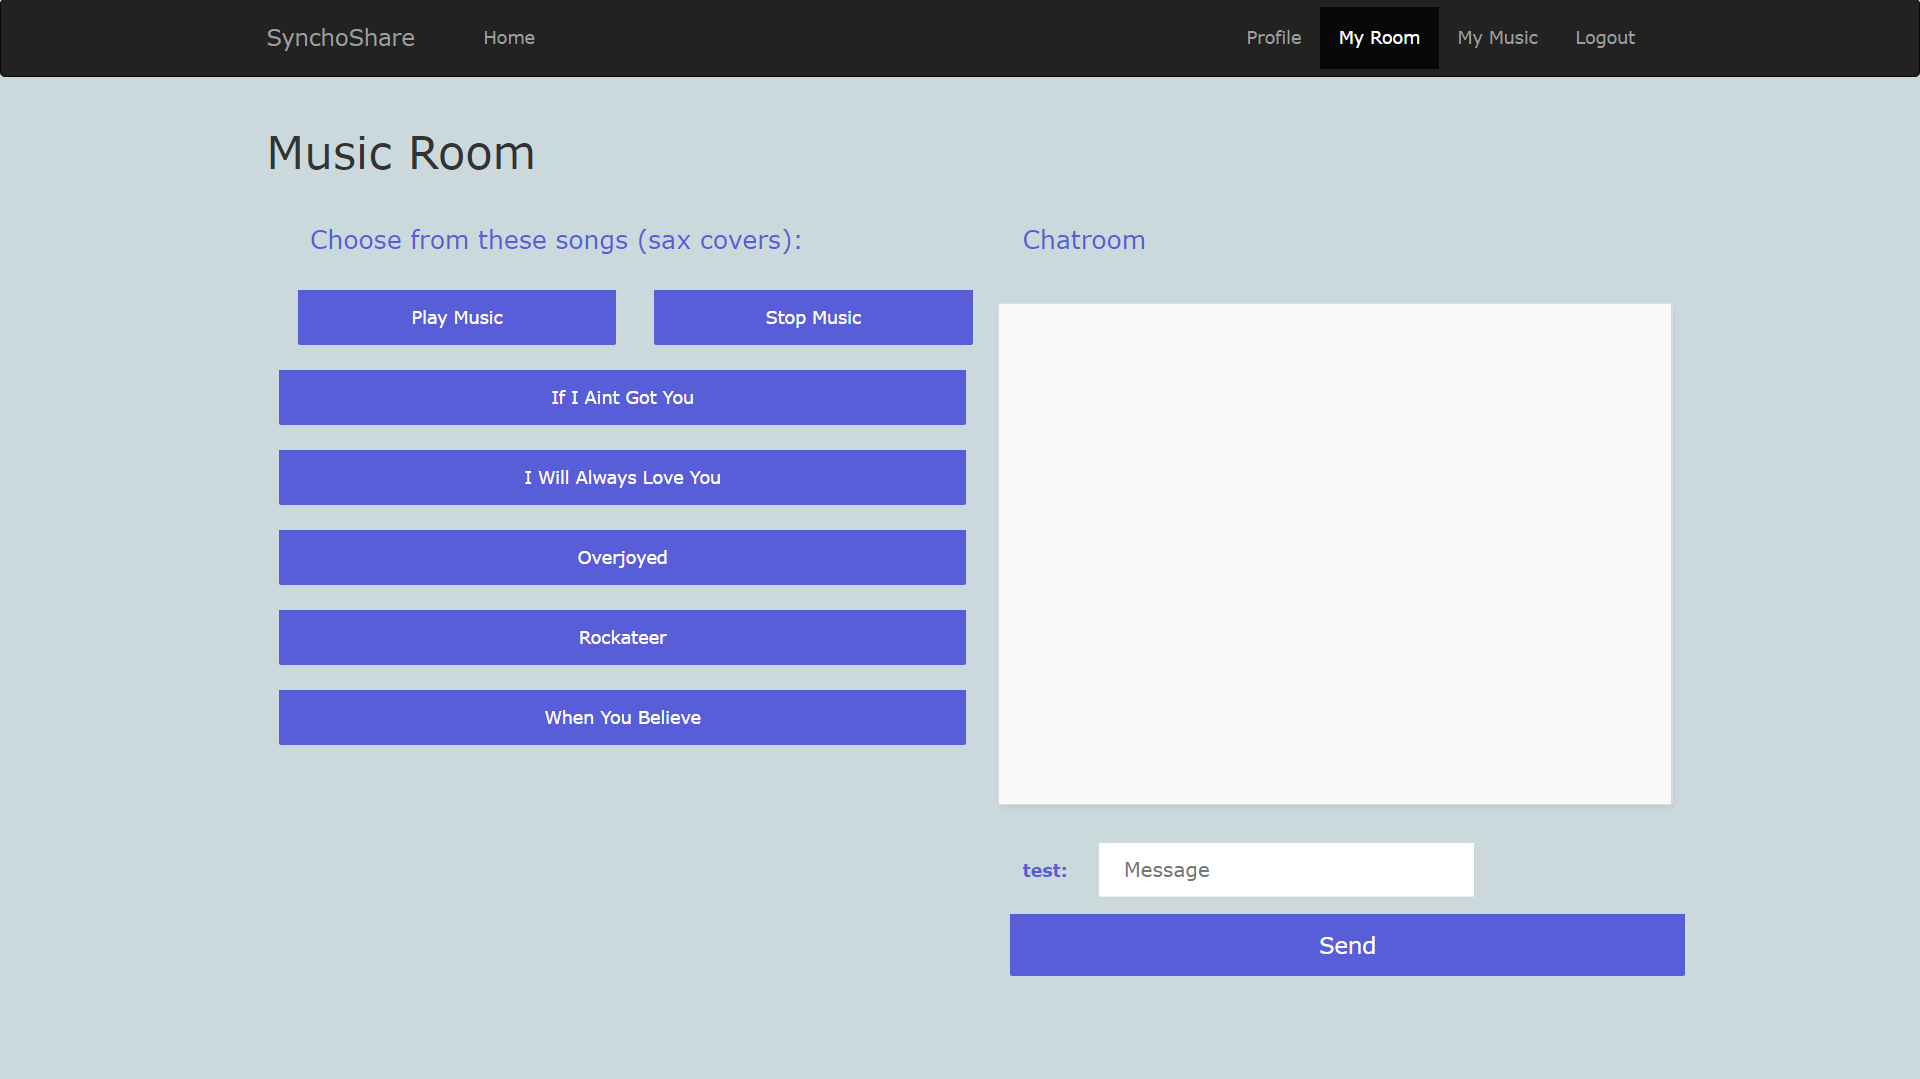 SynchoShare Home Profile My Room My Music Logout
Music Room
Choose from these songs (sax covers):
Play Music Stop Music
If I Aint Got You
I Will Always Love You
Overjoyed
Rockateer
When You Believe
Chatroom
test: Message
Send